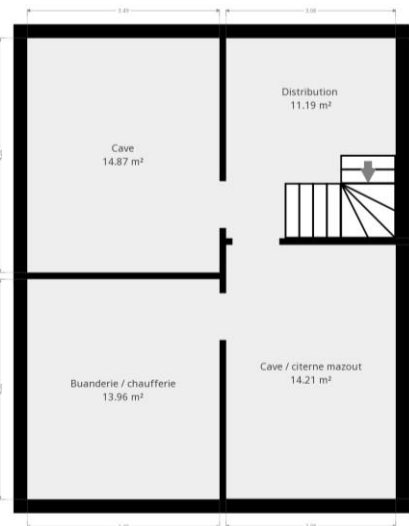 Distribution
11.19 m²
Cave
14.87 m²
Cave / citerne mazout
14.21 m²
Buanderie / chaufferie
13.96 m²